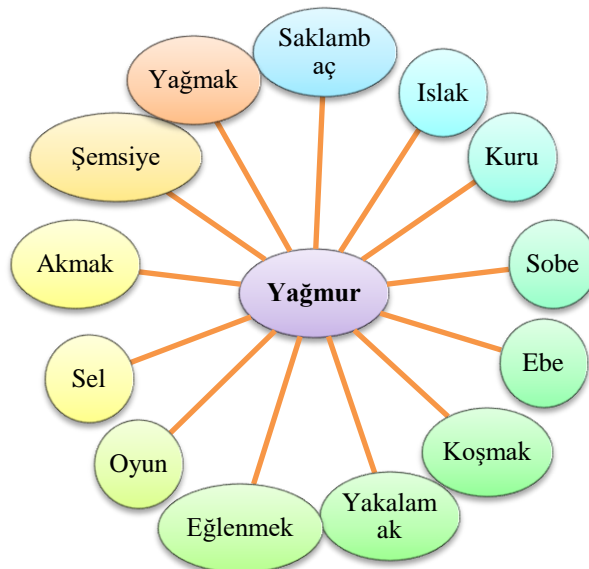 Saklamb
aç
Yağmak
Islak
Şemsiye
Kuru
Akmak
Yağmur
Sobe
Sel
Ebe
Oyun
Koşmak
Eğlenmek
Yakalam
ak